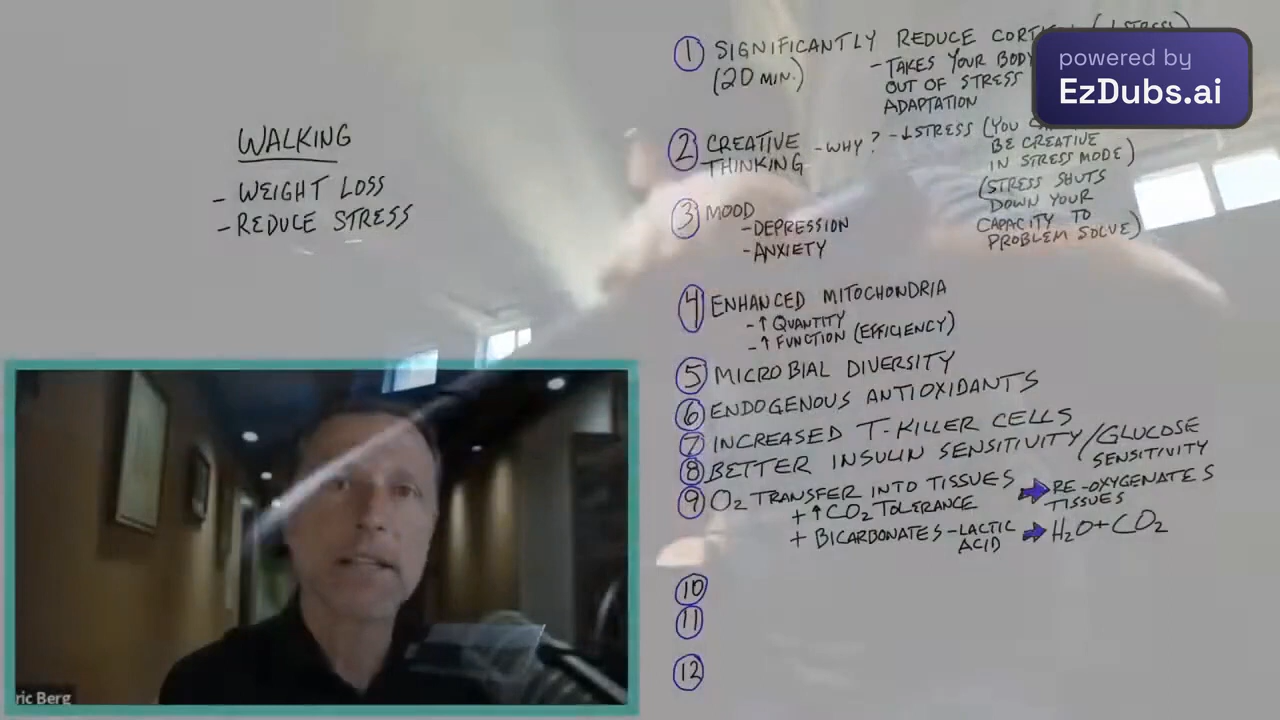 WALKING
- WEIGHT LOSS
- REDUCE STRESS
1 SIGNIFICANTLY REDUCE
(20 MIN.)
- TAKES YOUR BODY
OUT OF STRESS
ADAPTATION
2 CREATIVE
THINKING
- WHY? - ↓STRESS (YOU
BE CREATIVE
IN STRESS MODE)
(STRESS SHUTS
DOWN YOUR
CAPACITY TO
PROBLEM SOLVE)
3 MOOD
- DEPRESSION
- ANXIETY
4 ENHANCED MITOCHONDRIA
- ↑ QUANTITY
- ↑ FUNCTION (EFFICIENCY)
5 MICROBIAL DIVERSITY
6 ENDOGENOUS ANTIOXIDANTS
7 INCREASED T-KILLER CELLS
8 BETTER INSULIN SENSITIVITY/GLUCOSE
SENSITIVITY
9 O2 TRANSFER INTO TISSUES ➡ RE-OXYGENATES
TISSUES
+ ↑ CO2 TOLERANCE
+ BICARBONATES - LACTIC
ACID ➡ H2O + CO2
10
11
12
powered by
EzDubs.ai
ric Berg